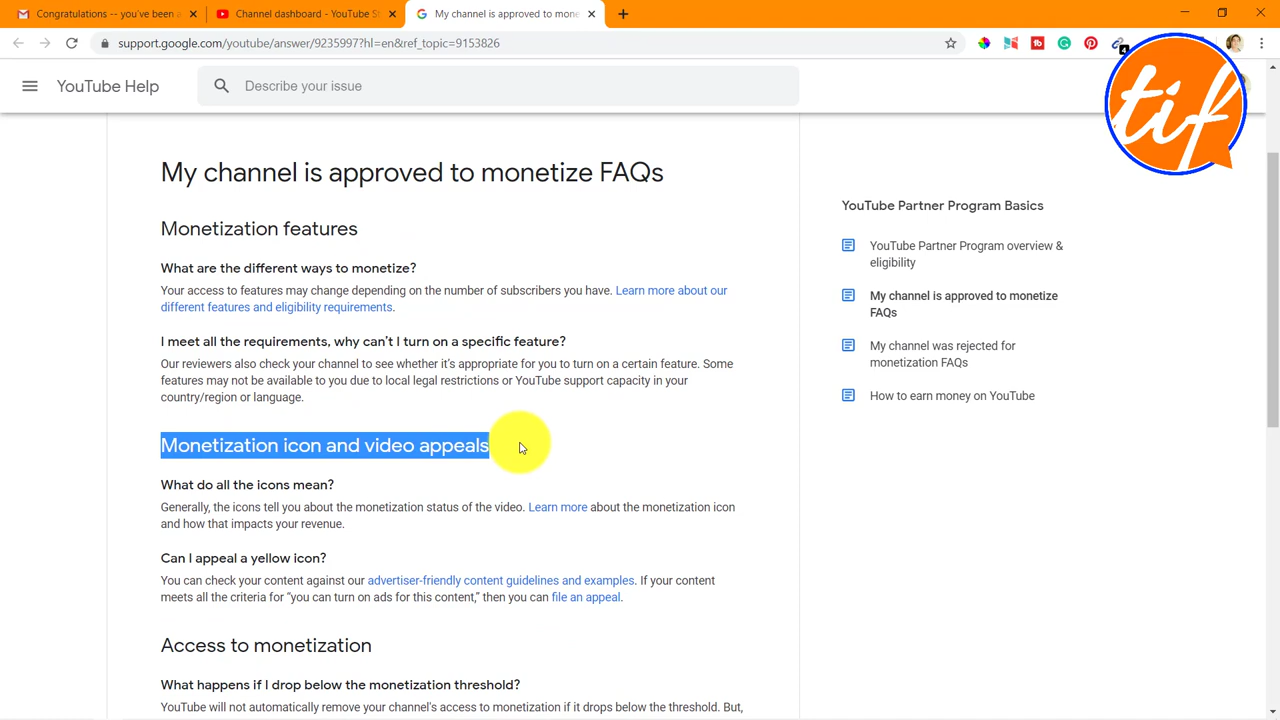 Congratulations -- you've been a
Channel dashboard - YouTube S
My channel is approved to mone
support.google.com/youtube/answer/9235997?hl=en&ref_topic=9153826
4
YouTube Help
Describe your issue
tif
My channel is approved to monetize FAQs
Monetization features
What are the different ways to monetize?
Your access to features may change depending on the number of subscribers you have. Learn more about our
different features and eligibility requirements.
I meet all the requirements, why can't I turn on a specific feature?
Our reviewers also check your channel to see whether it's appropriate for you to turn on a certain feature. Some
features may not be available to you due to local legal restrictions or YouTube support capacity in your
country/region or language.
Monetization icon and video appeals
What do all the icons mean?
Generally, the icons tell you about the monetization status of the video. Learn more about the monetization icon
and how that impacts your revenue.
Can I appeal a yellow icon?
You can check your content against our advertiser-friendly content guidelines and examples. If your content
meets all the criteria for “you can turn on ads for this content,” then you can file an appeal.
Access to monetization
What happens if I drop below the monetization threshold?
YouTube will not automatically remove your channel's access to monetization if it drops below the threshold. But,
YouTube Partner Program Basics
YouTube Partner Program overview &
eligibility
My channel is approved to monetize
FAQs
My channel was rejected for
monetization FAQs
How to earn money on YouTube